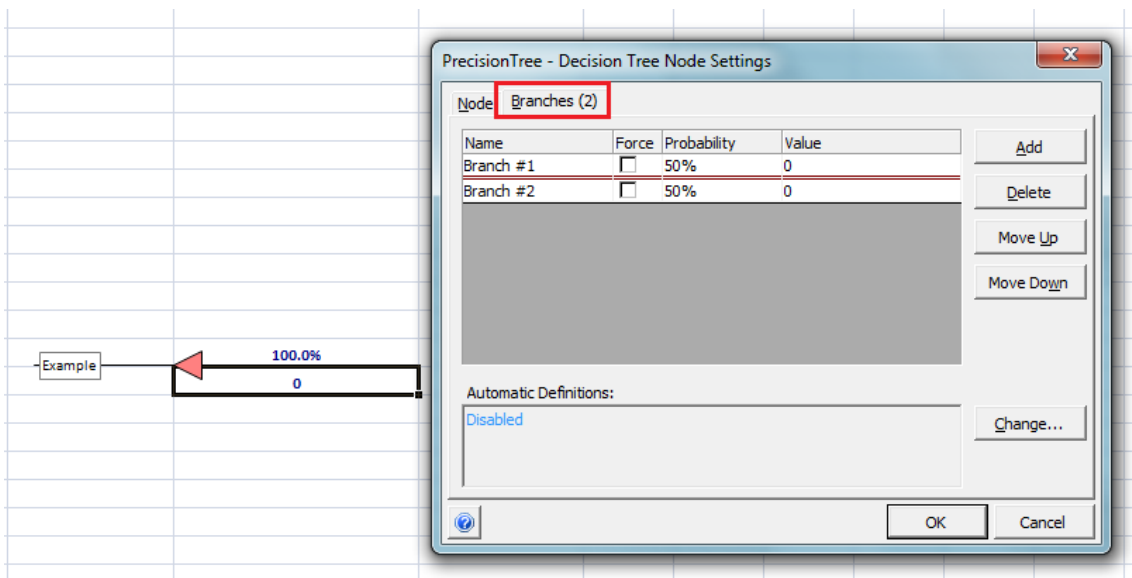 PrecisionTree - Decision Tree Node Settings
x
Node
Branches (2)
Name Force Probability Value
Branch #1 50% 0
Branch #2 50% 0
Add
Delete
Move Up
Move Down
Example
100.0%
0
Automatic Definitions:
Disabled
Change...
?
OK
Cancel